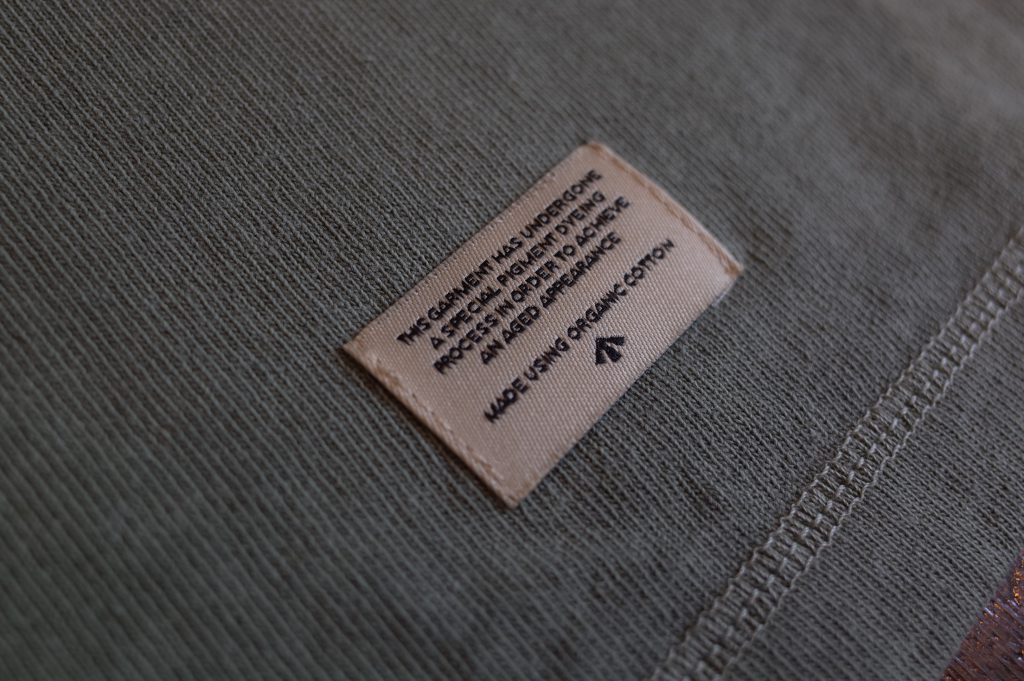 THIS GARMENT HAS UNDERGONE
A SPECIAL PIGMENT DYEING
PROCESS IN ORDER TO ACHIEVE
AN AGED APPEARANCE
MADE USING ORGANIC COTTON